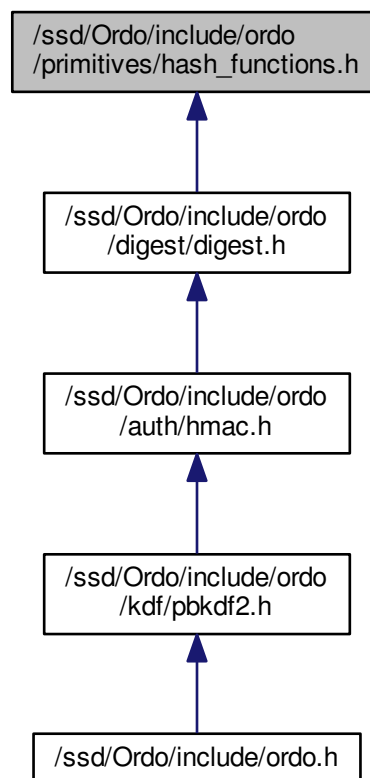 /ssd/Ordo/include/ordo
/primitives/hash_functions.h
/ssd/Ordo/include/ordo
/digest/digest.h
/ssd/Ordo/include/ordo
/auth/hmac.h
/ssd/Ordo/include/ordo
/kdf/pbkdf2.h
/ssd/Ordo/include/ordo.h